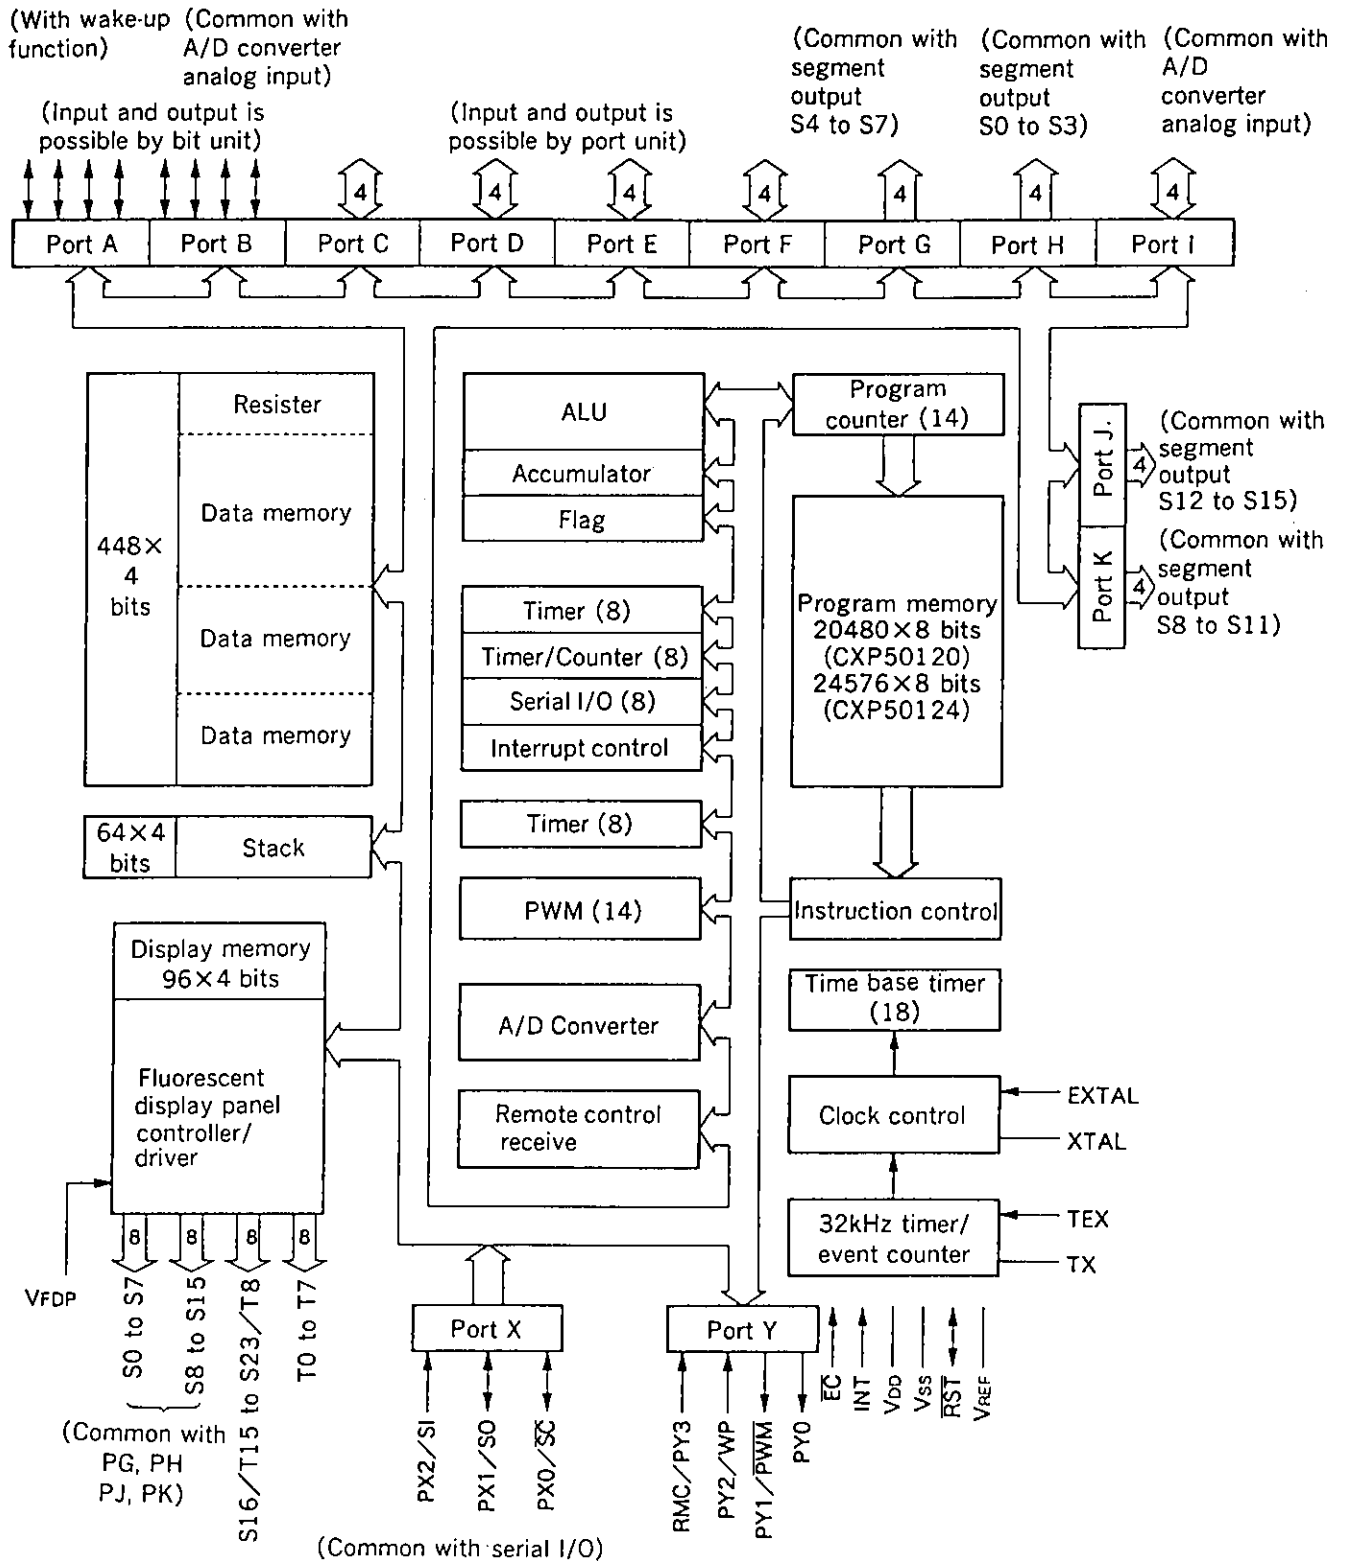 (With wake-up
function)
(Common with
A/D converter
analog input)
(Input and output is
possible by bit unit)
(Input and output is
possible by port unit)
(Common with
segment
output
S4 to S7)
(Common with
segment
output
S0 to S3)
(Common with
A/D
converter
analog input)
4
4
4
4
4
4
4
Port A
Port B
Port C
Port D
Port E
Port F
Port G
Port H
Port I
448×
4
bits
Resister
Data memory
Data memory
Data memory
64×4
bits
Stack
Display memory
96×4 bits
Fluorescent
display panel
controller/
driver
VFDP
8
8
8
8
S0 to S7
S8 to S15
S16/T15 to S23/T8
T0 to T7
(Common with
PG, PH
PJ, PK)
ALU
Accumulator
Flag
Timer (8)
Timer/Counter (8)
Serial I/O (8)
Interrupt control
Timer (8)
PWM (14)
A/D Converter
Remote control
receive
Program
counter (14)
Program memory
20480×8 bits
(CXP50120)
24576×8 bits
(CXP50124)
Instruction control
Time base timer
(18)
Clock control
EXTAL
XTAL
32kHz timer/
event counter
TEX
TX
Port J.
4
(Common with
segment
output
S12 to S15)
Port K
4
(Common with
segment
output
S8 to S11)
Port X
PX2/SI
PX1/SO
PX0/S̅C̅
(Common with serial I/O)
Port Y
RMC/PY3
PY2/WP
PY1/P̅W̅M̅
PY0
E̅C̅
I̅N̅T̅
VDD
VSS
R̅S̅T̅
VREF